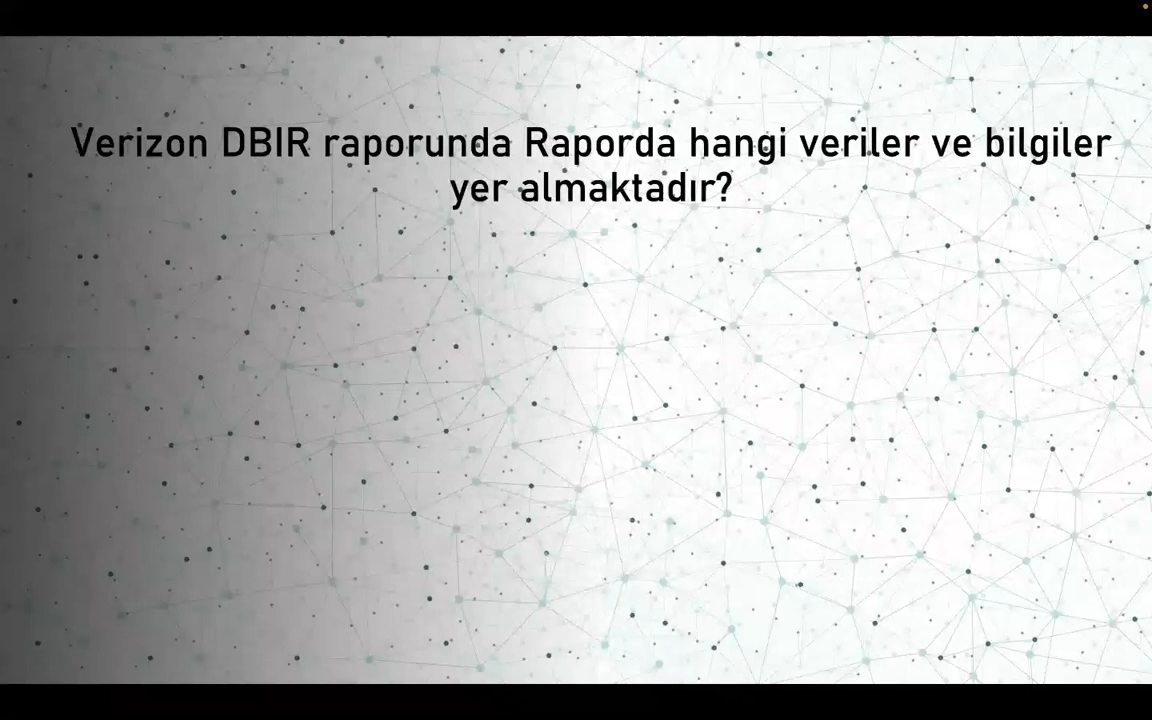 Verizon DBIR raporunda Raporda hangi veriler ve bilgiler
yer almaktadır?